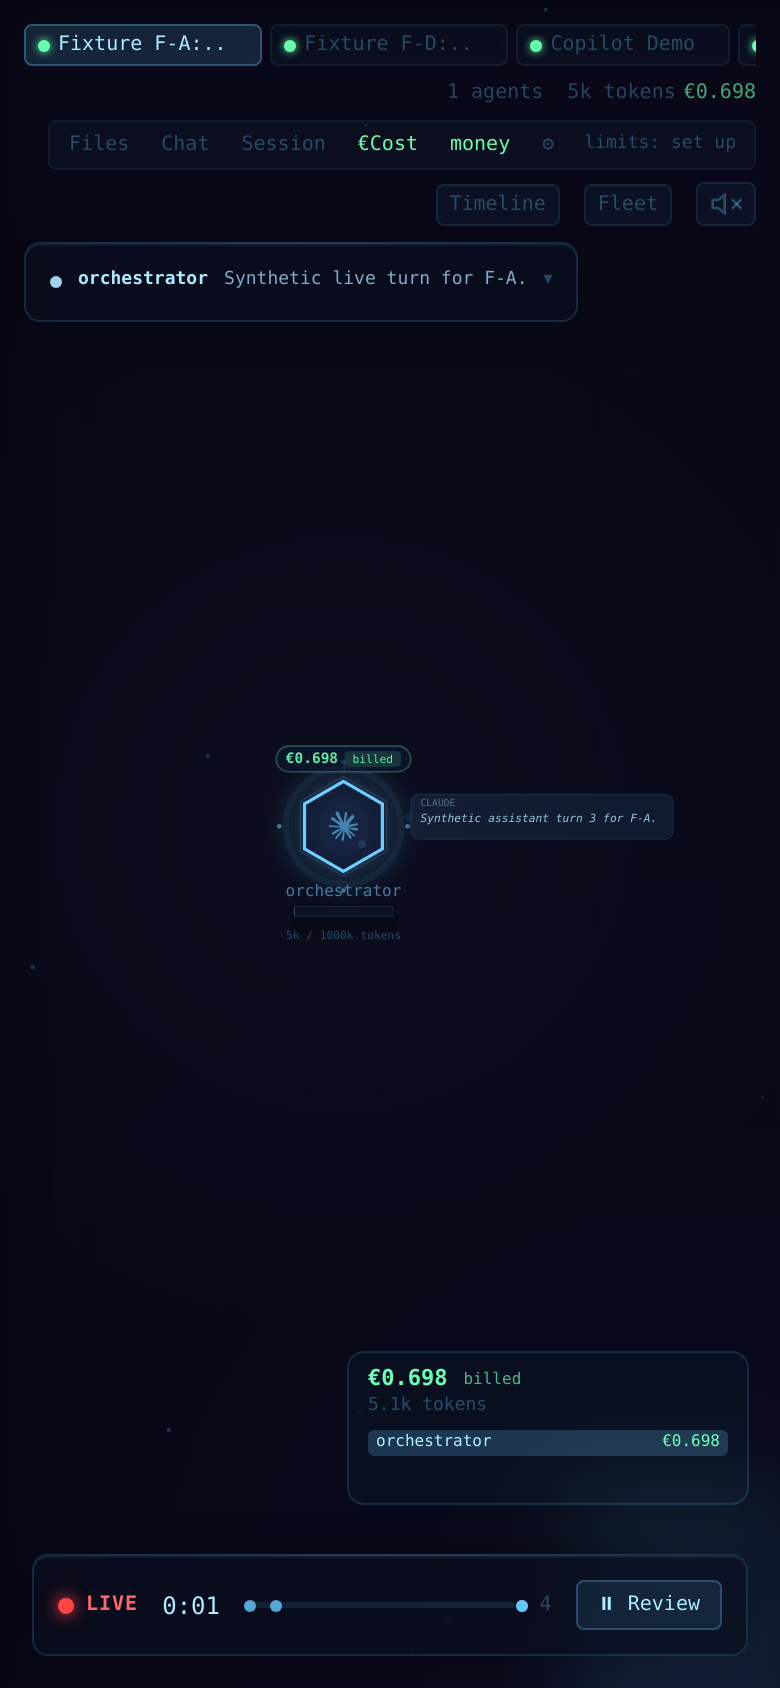 Fixture F-A:.. Fixture F-D:.. Copilot Demo
1 agents 5k tokens €0.698
Files Chat Session €Cost money ⚙ limits: set up
Timeline Fleet
orchestrator Synthetic live turn for F-A. ▼
€0.698 billed
CLAUDE
Synthetic assistant turn 3 for F-A.
orchestrator
5k / 1000k tokens
€0.698 billed
5.1k tokens
orchestrator €0.698
LIVE 0:01 4 ⏸ Review